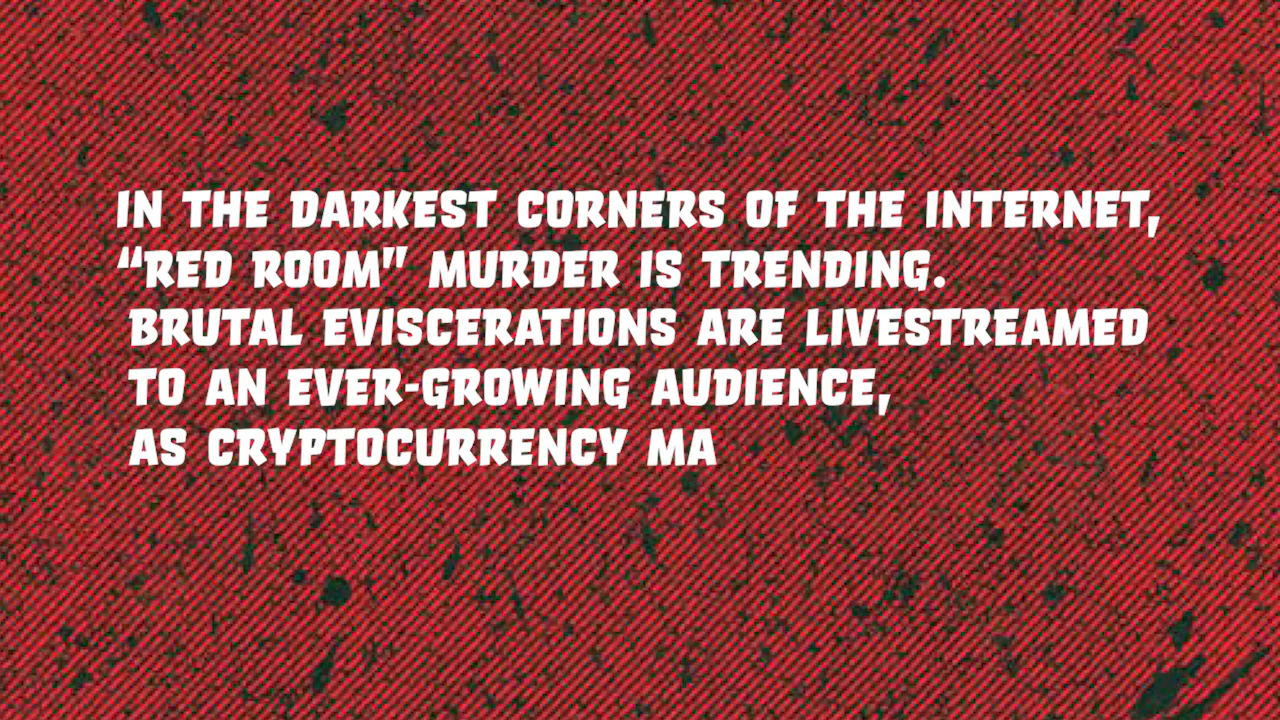 IN THE DARKEST CORNERS OF THE INTERNET,
“RED ROOM” MURDER IS TRENDING.
BRUTAL EVISCERATIONS ARE LIVESTREAMED
TO AN EVER-GROWING AUDIENCE,
AS CRYPTOCURRENCY MA